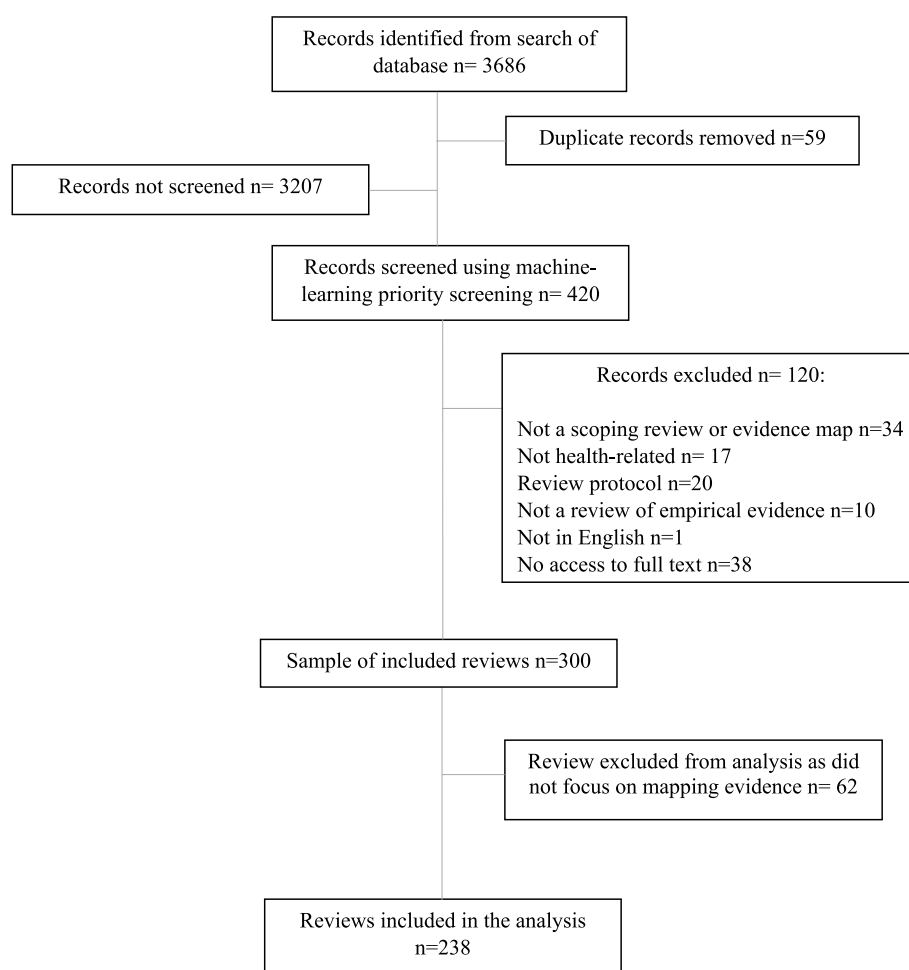 Records identified from search of
database n= 3686
Duplicate records removed n=59
Records not screened n= 3207
Records screened using machine-
learning priority screening n= 420
Records excluded n= 120:
Not a scoping review or evidence map n=34
Not health-related n= 17
Review protocol n=20
Not a review of empirical evidence n=10
Not in English n=1
No access to full text n=38
Sample of included reviews n=300
Review excluded from analysis as did
not focus on mapping evidence n= 62
Reviews included in the analysis
n=238